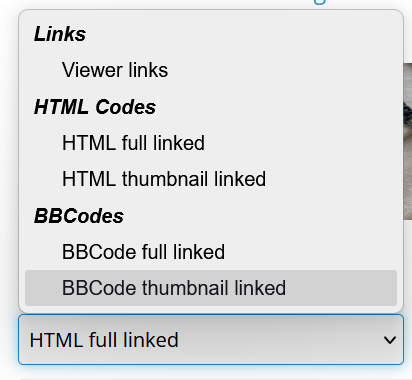 Links
Viewer links
HTML Codes
HTML full linked
HTML thumbnail linked
BBCodes
BBCode full linked
BBCode thumbnail linked
HTML full linked